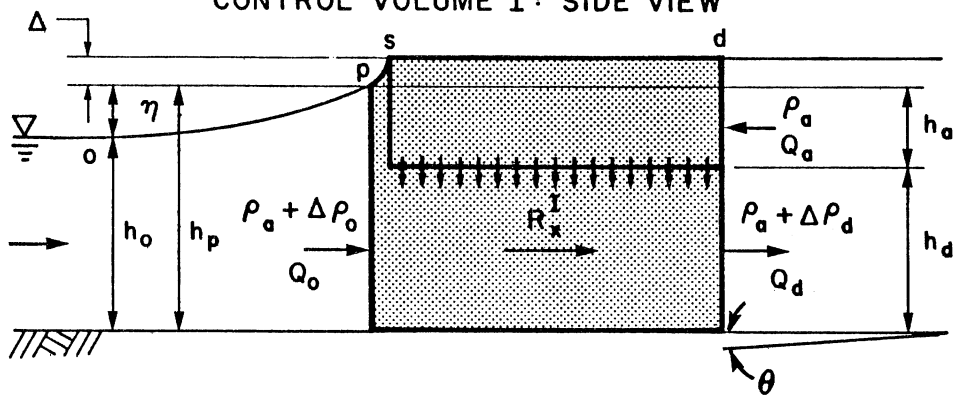 CONTROL VOLUME I : SIDE VIEW
Δ
s
d
p
η
o
h_o
h_p
ρ_a
Q_a
h_a
ρ_a + Δρ_o
Q_o
R_x^I
ρ_a + Δρ_d
Q_d
h_d
θ